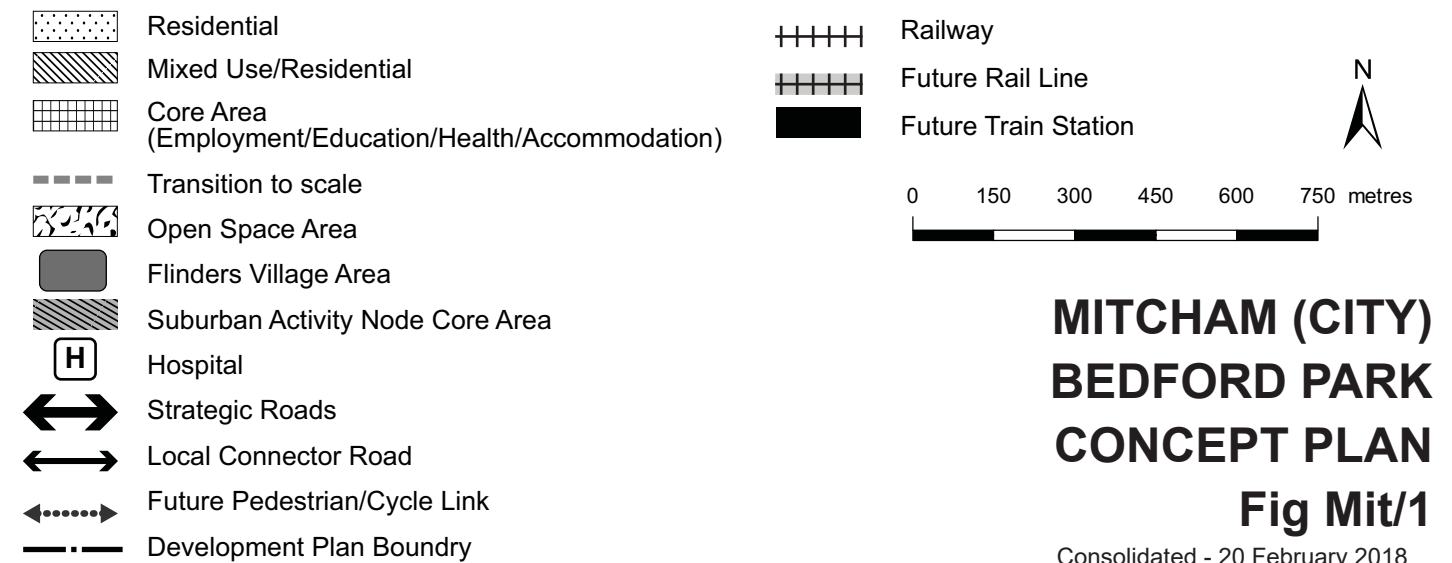 Residential
Mixed Use/Residential
Core Area
(Employment/Education/Health/Accommodation)
Transition to scale
Open Space Area
Flinders Village Area
Suburban Activity Node Core Area
H
Hospital
Strategic Roads
Local Connector Road
Future Pedestrian/Cycle Link
Development Plan Boundry
Railway
Future Rail Line
Future Train Station
N
0 150 300 450 600 750 metres
MITCHAM (CITY)
BEDFORD PARK
CONCEPT PLAN
Fig Mit/1
Consolidated - 20 February 2018